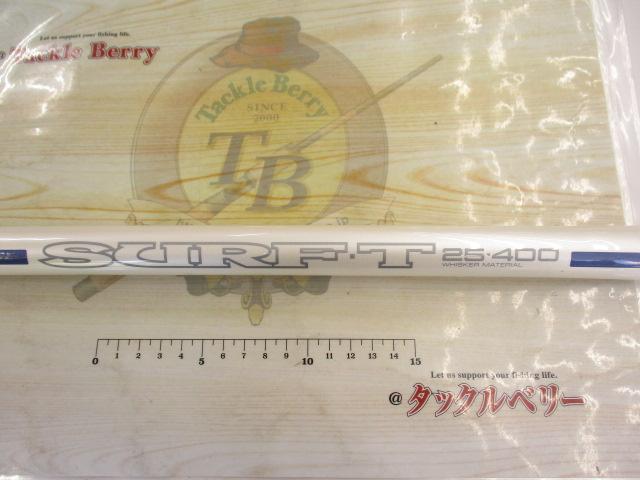 Let us support your fishing life.
@Tackle Berry
Tackle Berry
SINCE
2000
TB
SURF·T 25·400
WHISKER MATERIAL
0 1 2 3 4 5 6 7 8 9 10 11 12 13 14 15
Let us support your fishing life.
@タックルベリー